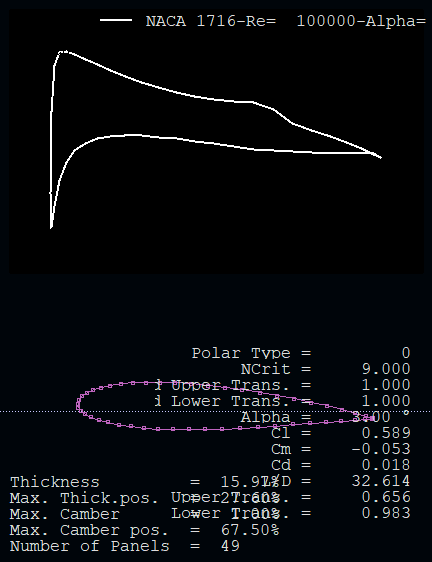 NACA 1716-Re=  100000-Alpha=
Polar Type = 0
NCrit = 9.000
Upper Trans. = 1.000
Lower Trans. = 1.000
Alpha = 3.00 °
Cl = 0.589
Cm = -0.053
Cd = 0.018
L/D = 32.614
Upper Trans. = 0.656
Lower Trans. = 0.983
Thickness = 15.97%
Max. Thick.pos. = 27.60%
Max. Camber = 1.00%
Max. Camber pos. = 67.50%
Number of Panels = 49